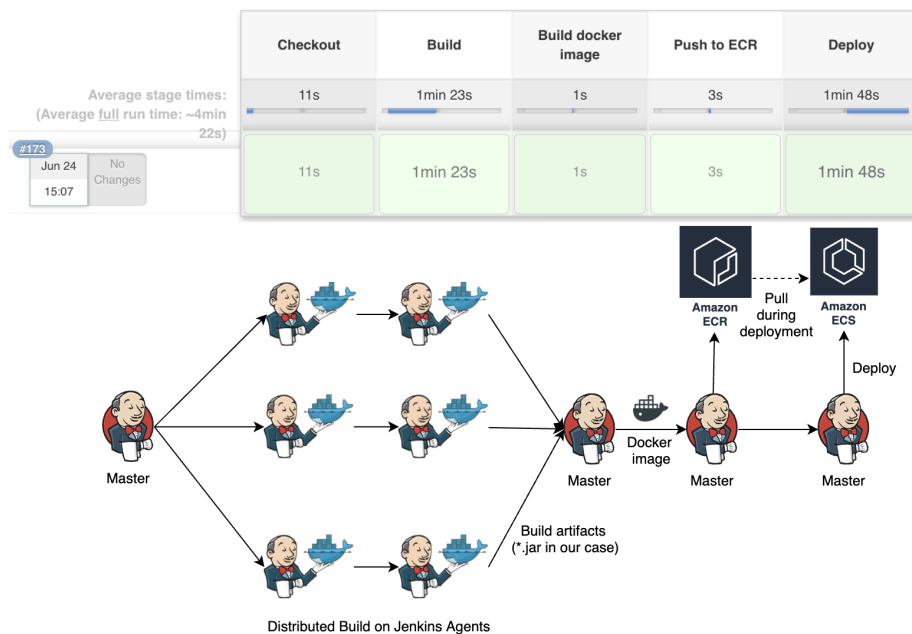 Checkout
Build
Build docker
image
Push to ECR
Deploy
Average stage times:
(Average full run time: ~4min
22s)
11s
1min 23s
1s
3s
1min 48s
#173
Jun 24
15:07
No
Changes
11s
1min 23s
1s
3s
1min 48s
Amazon
ECR
Pull
during
deployment
Amazon
ECS
Deploy
Master
Master
Docker
image
Master
Master
Build artifacts
(*.jar in our case)
Distributed Build on Jenkins Agents